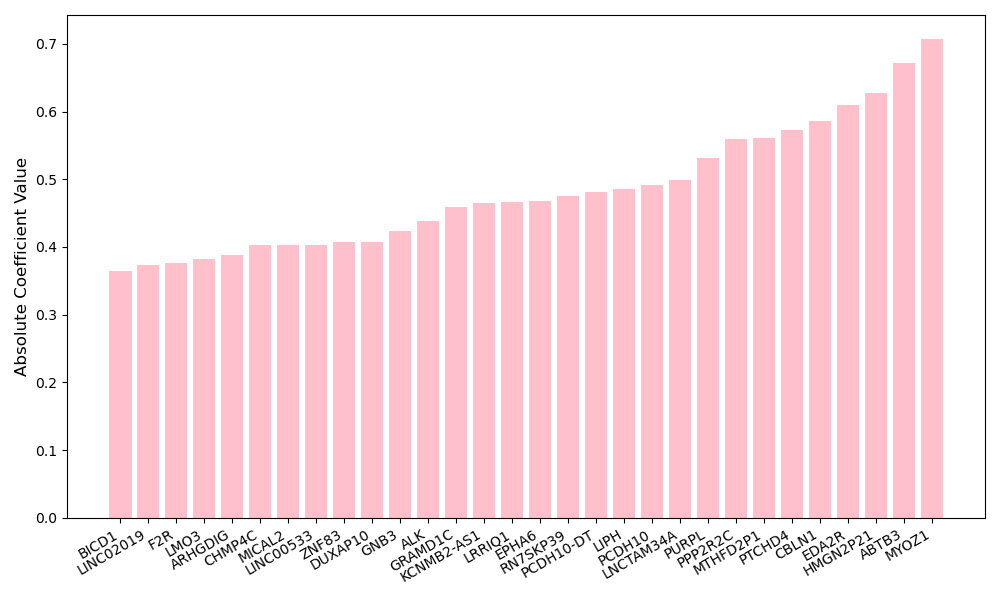 Absolute Coefficient Value
0.7
0.6
0.5
0.4
0.3
0.2
0.1
0.0
BICD1
LINC02019
F2R
LMO3
ARHGDIG
CHMP4C
MICAL2
LINC00533
ZNF83
DUXAP10
GNB3
ALK
GRAMD1C
KCNMB2-AS1
LRRIQ1
EPHA6
RN7SKP39
PCDH10-DT
LIPH
PCDH10
LNCTAM34A
PURPL
PPP2R2C
MTHFD2P1
PTCHD4
CBLN1
EDA2R
HMGN2P21
ABTB3
MYOZ1